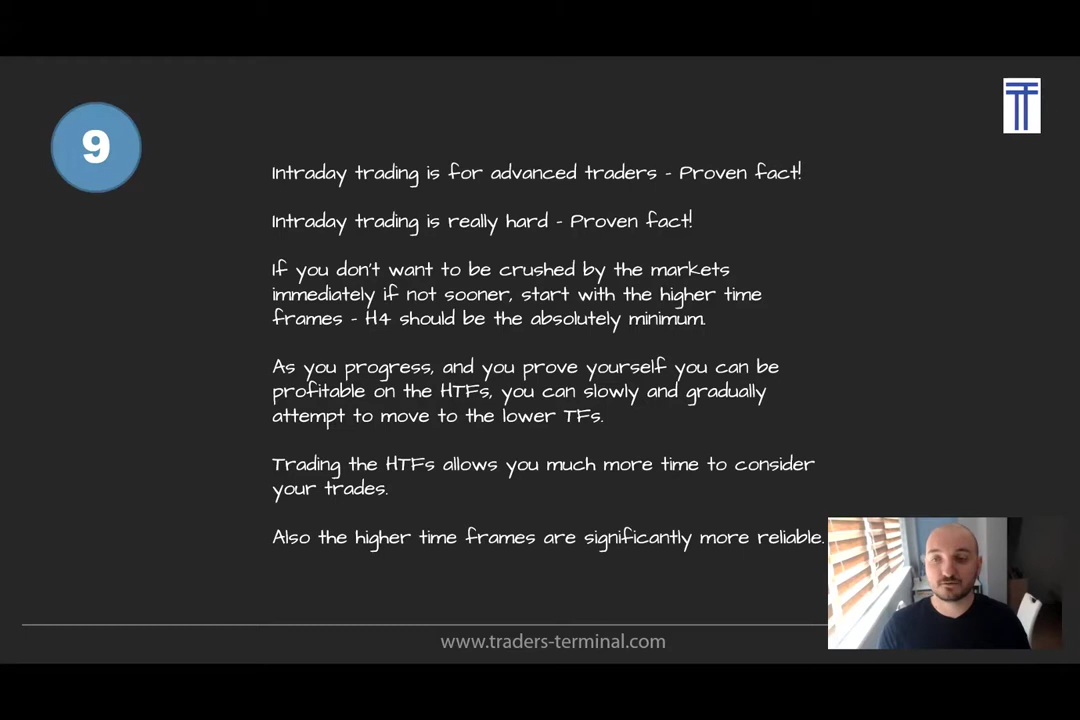 9
Intraday trading is for advanced traders - Proven fact!
Intraday trading is really hard - Proven fact!
If you don't want to be crushed by the markets
immediately if not sooner, start with the higher time
frames - H4 should be the absolutely minimum.
As you progress, and you prove yourself you can be
profitable on the HTFs, you can slowly and gradually
attempt to move to the lower TFs.
Trading the HTFs allows you much more time to consider
your trades.
Also the higher time frames are significantly more reliable.
www.traders-terminal.com